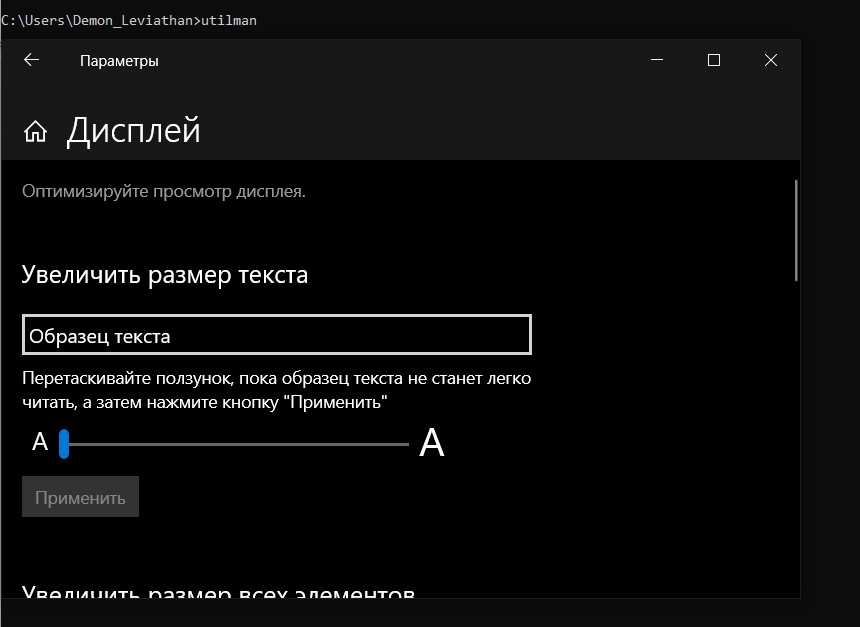 C:\Users\Demon_Leviathan>utilman
Параметры
Дисплей
Оптимизируйте просмотр дисплея.
Увеличить размер текста
Образец текста
Перетаскивайте ползунок, пока образец текста не станет легко
читать, а затем нажмите кнопку "Применить"
A A
Применить
Увеличить размер всех элементов